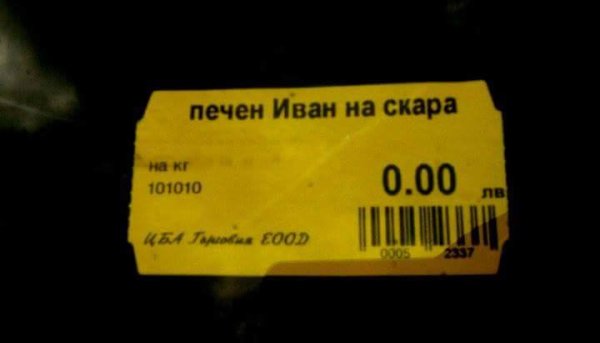 печен Иван на скара
на кг
101010
0.00 лв
ЦБА Търговия ЕООД
0005 2337